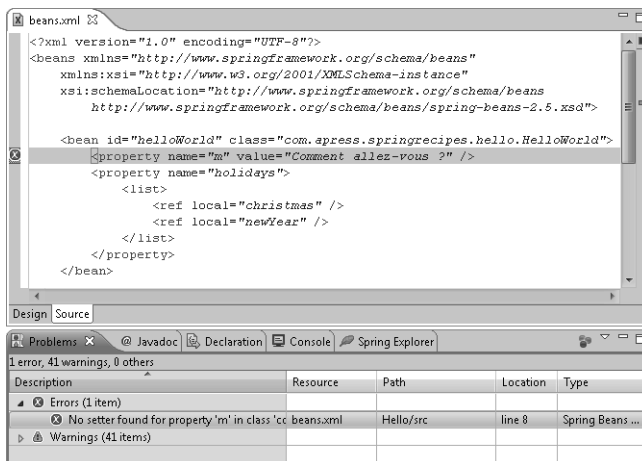 beans.xml
<?xml version="1.0" encoding="UTF-8"?>
<beans xmlns="http://www.springframework.org/schema/beans"
xmlns:xsi="http://www.w3.org/2001/XMLSchema-instance"
xsi:schemaLocation="http://www.springframework.org/schema/beans
http://www.springframework.org/schema/beans/spring-beans-2.5.xsd">
<bean id="helloWorld" class="com.apress.springrecipes.hello.HelloWorld">
<property name="m" value="Comment allez-vous ?" />
<property name="holidays">
<list>
<ref local="christmas" />
<ref local="newYear" />
</list>
</property>
</bean>
Design Source
Problems @ Javadoc Declaration Console Spring Explorer
1 error, 41 warnings, 0 others
Description Resource Path Location Type
Errors (1 item)
No setter found for property 'm' in class 'cc beans.xml Hello/src line 8 Spring Beans ...
Warnings (41 items)